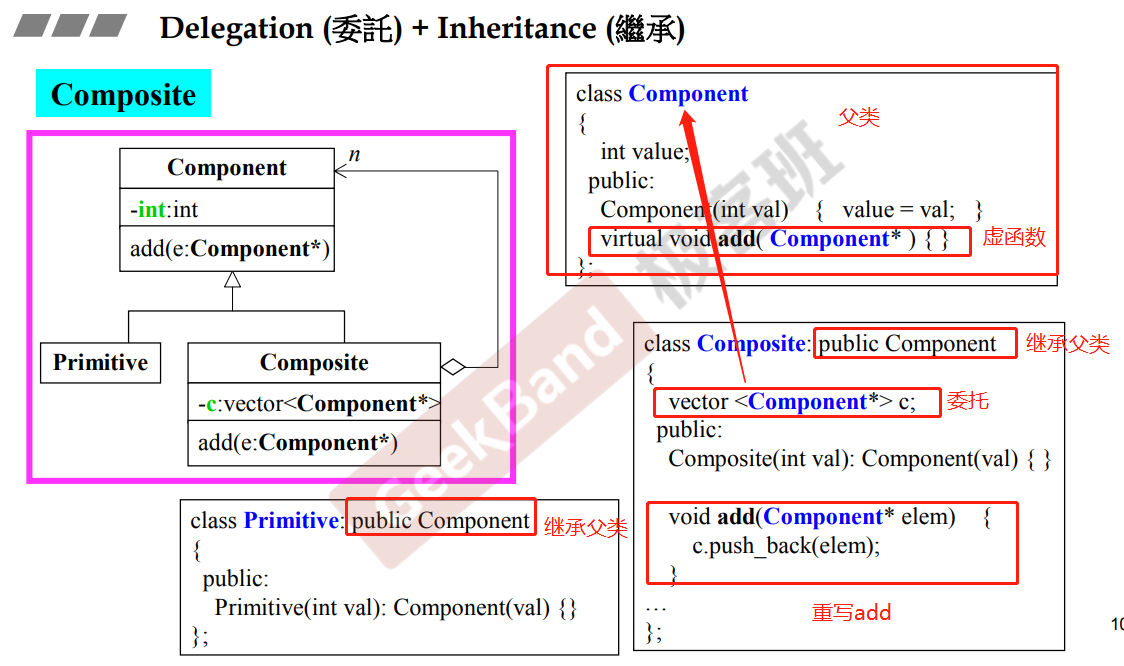 Delegation (委託) + Inheritance (繼承)
Composite
Component
n
-int:int
add(e:Component*)
Primitive
Composite
-c:vector<Component*>
add(e:Component*)
class Component
父类
{
int value;
public:
Component(int val) { value = val; }
virtual void add( Component* ) { }
虚函数
};
class Composite: public Component
继承父类
{
vector <Component*> c;
委托
public:
Composite(int val): Component(val) { }
void add(Component* elem) {
c.push_back(elem);
}
重写add
…
};
class Primitive: public Component
继承父类
{
public:
Primitive(int val): Component(val) {}
};
GeekBand 极客班
10